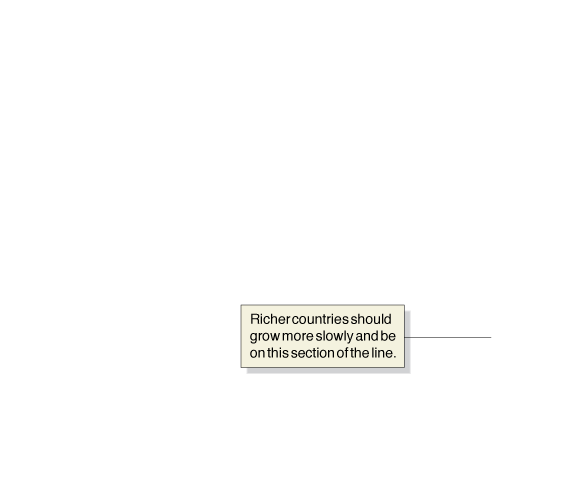 Richer countries should
grow more slowly and be
on this section of the line.